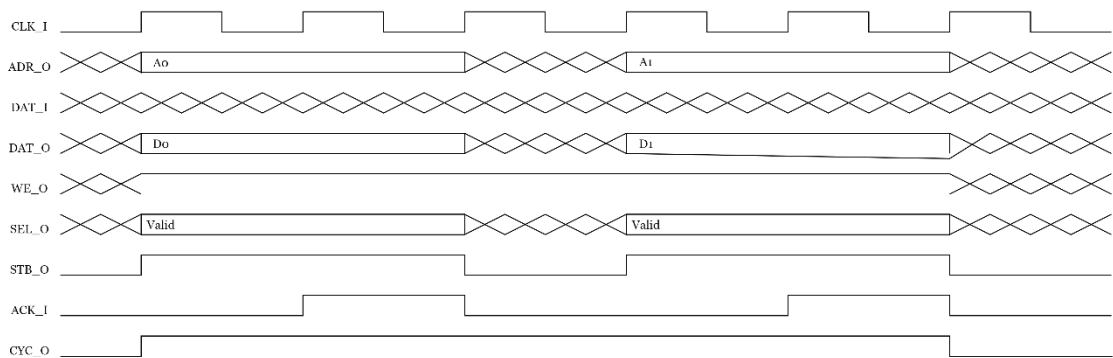 CLK_I
ADR_O A0 A1
DAT_I
DAT_O D0 D1
WE_O
SEL_O Valid Valid
STB_O
ACK_I
CYC_O